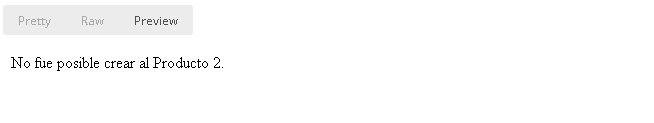 Pretty Raw Preview
No fue posible crear al Producto 2.